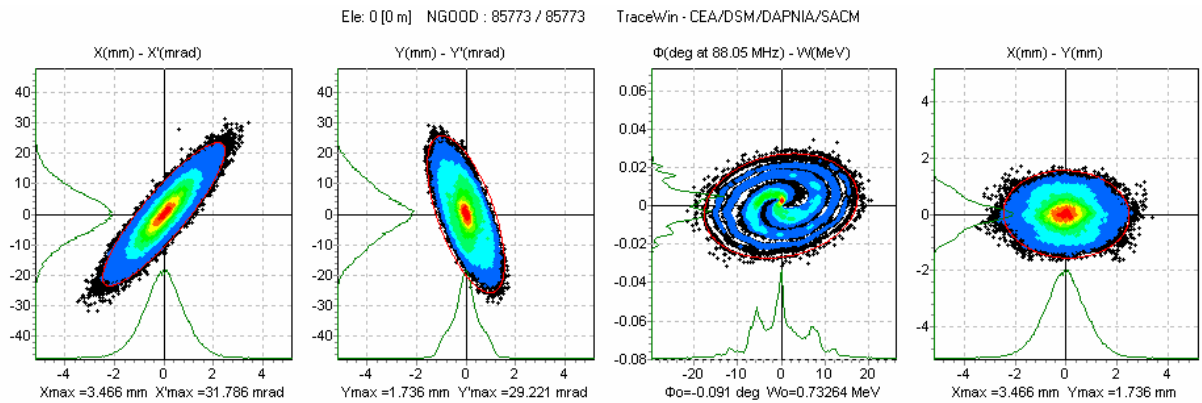 Ele: 0 [0 m] NGOOD : 85773 / 85773 TraceWin - CEA/DSM/DAPNIA/SACM
X(mm) - X'(mrad)
40
30
20
10
0
-10
-20
-30
-40
-4 -2 0 2 4
Xmax=3.466 mm X'max=31.786 mrad
Y(mm) - Y'(mrad)
40
30
20
10
0
-10
-20
-30
-40
-4 -2 0 2 4
Ymax=1.736 mm Y'max=29.221 mrad
Φ(deg at 88.05 MHz) - W(MeV)
0.06
0.04
0.02
0
-0.02
-0.04
-0.06
-0.08
-20 -10 0 10 20
Φo=-0.091 deg Wo=0.73264 MeV
X(mm) - Y(mm)
4
2
0
-2
-4
-4 -2 0 2 4
Xmax=3.466 mm Ymax=1.736 mm